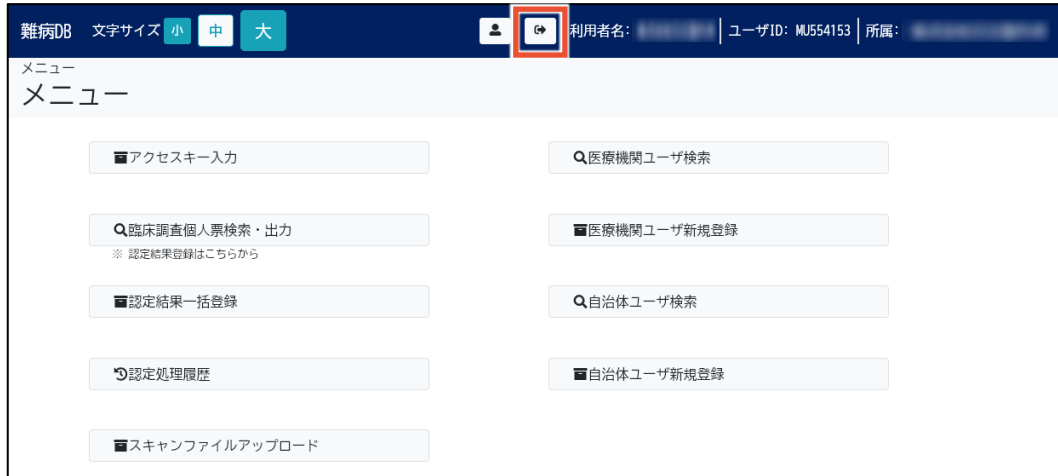 難病DB 文字サイズ 小 中 大 利用者名: ユーザID: MU554153 所属:
メニュー
メニュー
アクセスキー入力
医療機関ユーザ検索
臨床調査個人票検索・出力
※ 認定結果登録はこちらから
医療機関ユーザ新規登録
認定結果一括登録
自治体ユーザ検索
認定処理履歴
自治体ユーザ新規登録
スキャンファイルアップロード